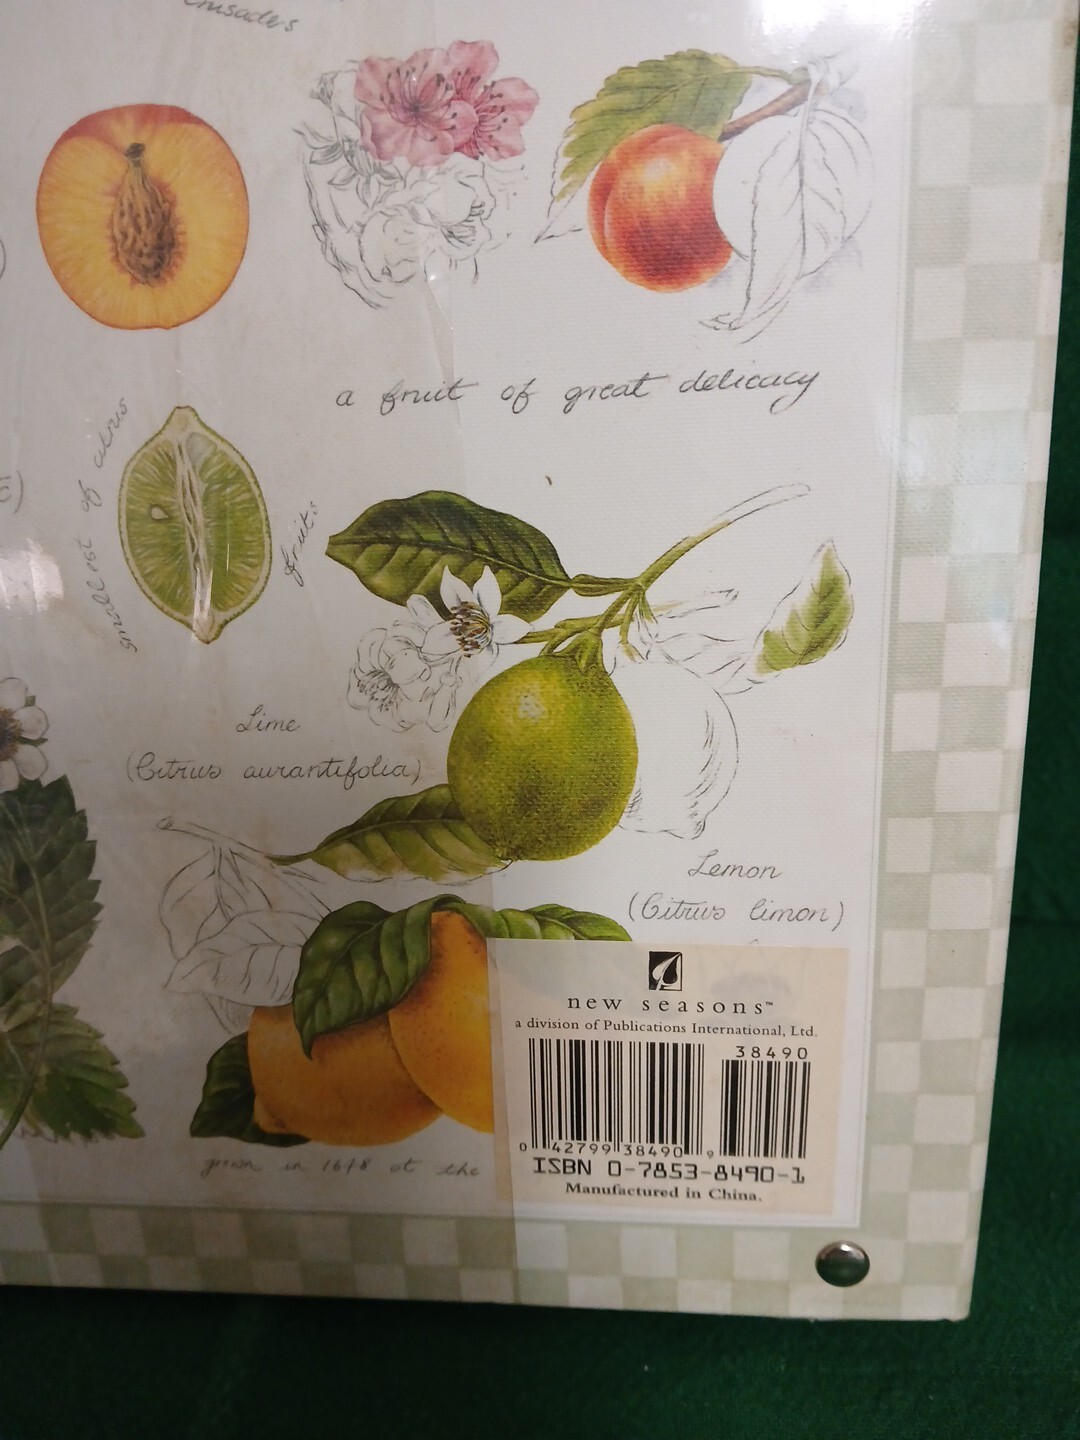 crusaders
a fruit of great delicacy
smallest of citrus
fruits
Lime
(Citrus aurantifolia)
Lemon
(Citrus limon)
new seasons™
a division of Publications International, Ltd.
38490
0 42799 38490 9
ISBN 0-7853-8490-1
Manufactured in China.
grown in 1648 at the